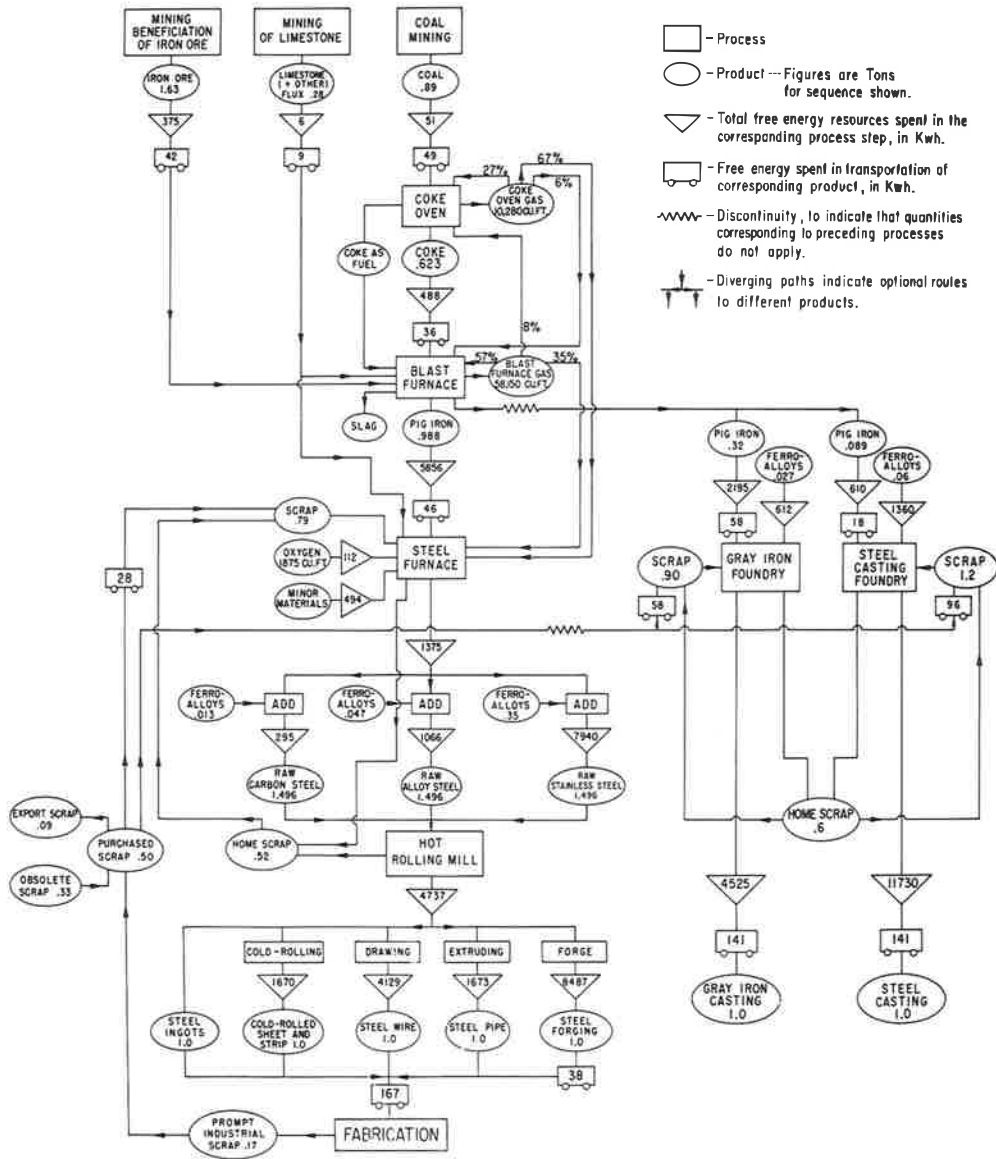 MINING
BENEFICIATION
OF IRON ORE
MINING
OF LIMESTONE
COAL
MINING
IRON ORE
1.63
LIMESTONE
(+ OTHER)
FLUX .28
COAL
.89
375
6
51
42
9
49
– Process
– Product --- Figures are Tons
for sequence shown.
– Total free energy resources spent in the
corresponding process step, in Kwh.
– Free energy spent in transportation of
corresponding product, in Kwh.
– Discontinuity, to indicate that quantities
corresponding to preceding processes
do not apply.
– Diverging paths indicate optional routes
to different products.
67%
27%
6%
COKE
OVEN
COKE
OVEN GAS
10,280 CU.FT.
COKE AS
FUEL
COKE
.623
488
36
8%
57%
35%
BLAST
FURNACE
BLAST
FURNACE GAS
58,150 CU.FT.
SLAG
PIG IRON
.988
5856
46
PIG IRON
.32
FERRO-
ALLOYS
.027
PIG IRON
.089
FERRO-
ALLOYS
.06
2195
612
610
1360
58
18
SCRAP
.79
OXYGEN
1875 CU.FT
112
STEEL
FURNACE
MINOR
MATERIALS
494
28
SCRAP
.90
GRAY IRON
FOUNDRY
STEEL
CASTING
FOUNDRY
SCRAP
1.2
58
96
1375
FERRO-
ALLOYS
.013
ADD
FERRO-
ALLOYS
.047
ADD
FERRO-
ALLOYS
.35
ADD
295
1066
7940
RAW
CARBON STEEL
1.496
RAW
ALLOY STEEL
1.496
RAW
STAINLESS STEEL
1.496
EXPORT SCRAP
.09
PURCHASED
SCRAP .50
OBSOLETE
SCRAP .33
HOME SCRAP
.52
HOT
ROLLING MILL
HOME SCRAP
.6
4737
4525
11730
COLD-ROLLING
DRAWING
EXTRUDING
FORGE
1670
4129
1673
8487
141
141
STEEL
INGOTS
1.0
COLD-ROLLED
SHEET AND
STRIP 1.0
STEEL WIRE
1.0
STEEL PIPE
1.0
STEEL
FORGING
1.0
GRAY IRON
CASTING
1.0
STEEL
CASTING
1.0
38
167
PROMPT
INDUSTRIAL
SCRAP .17
FABRICATION